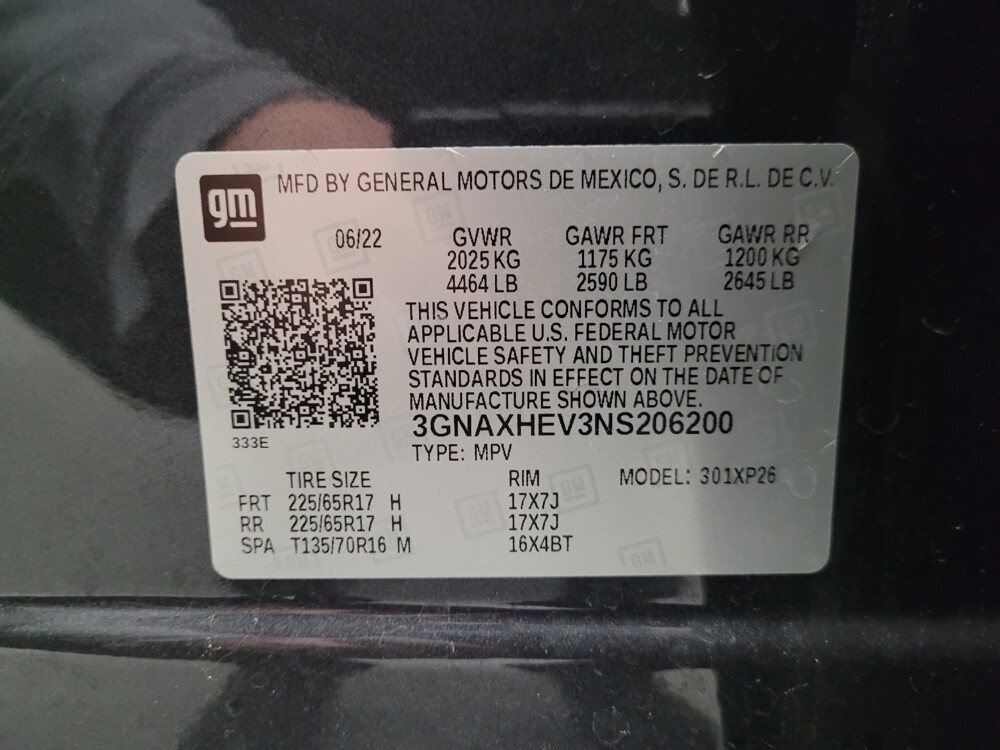 gm
MFD BY GENERAL MOTORS DE MEXICO, S. DE R.L. DE C.V.
06/22 GVWR GAWR FRT GAWR RR
2025 KG 1175 KG 1200 KG
4464 LB 2590 LB 2645 LB
THIS VEHICLE CONFORMS TO ALL
APPLICABLE U.S. FEDERAL MOTOR
VEHICLE SAFETY AND THEFT PREVENTION
STANDARDS IN EFFECT ON THE DATE OF
MANUFACTURE SHOWN ABOVE.
3GNAXHEV3NS206200
333E
TYPE: MPV
TIRE SIZE RIM MODEL: 301XP26
FRT 225/65R17 H 17X7J
RR 225/65R17 H 17X7J
SPA T135/70R16 M 16X4BT